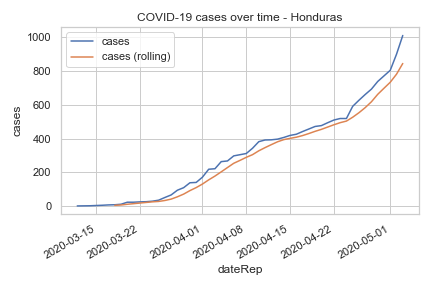 COVID-19 cases over time - Honduras
cases
cases (rolling)
1000
800
600
400
200
0
cases
2020-03-15
2020-03-22
2020-04-01
2020-04-08
2020-04-15
2020-04-22
2020-05-01
dateRep